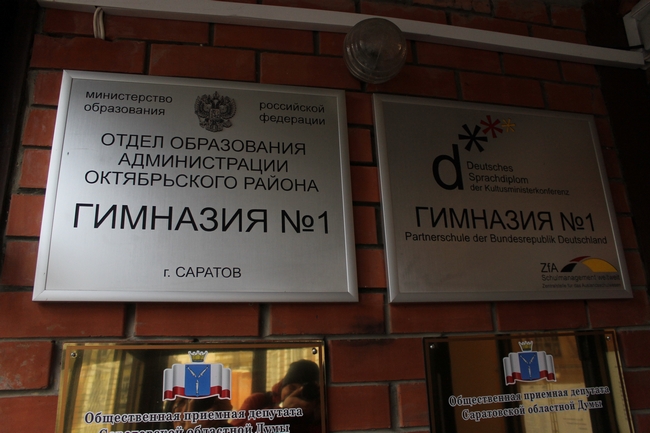 министерство образования
российской федерации
ОТДЕЛ ОБРАЗОВАНИЯ
АДМИНИСТРАЦИИ
ОКТЯБРЬСКОГО РАЙОНА
ГИМНАЗИЯ №1
г. САРАТОВ
d
Deutsches
Sprachdiplom
der Kultusministerkonferenz
ГИМНАЗИЯ №1
Partnerschule der Bundesrepublik Deutschland
ZfA
Общественная приемная депутата
Саратовской областной Думы
Общественная приемная депутата
Саратовской областной Думы